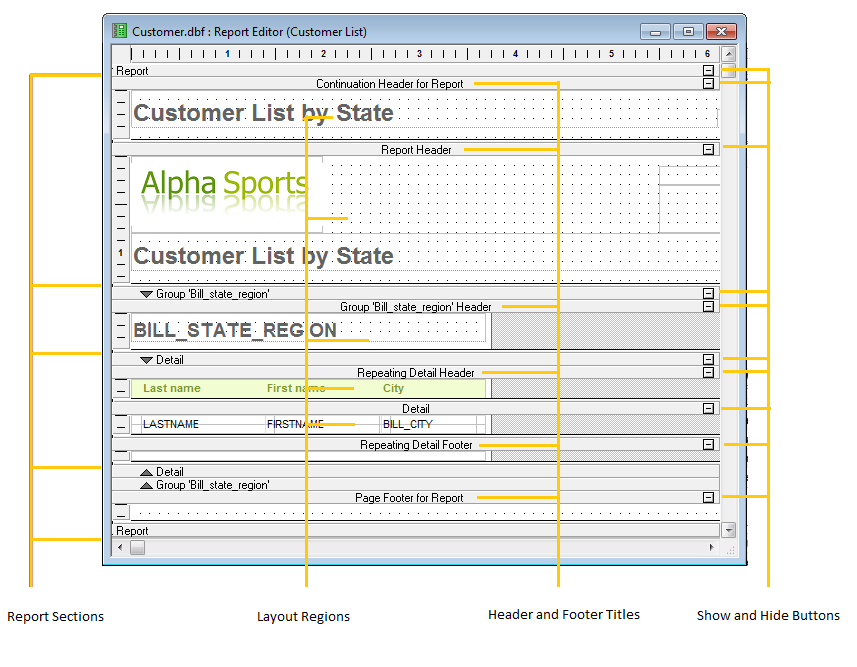 Customer.dbf : Report Editor (Customer List)
1 2 3 4 5 6
Report
Continuation Header for Report
Customer List by State
Report Header
Alpha Sports
1
Customer List by State
Group 'Bill_state_region'
Group 'Bill_state_region' Header
BILL_STATE_REGION
Detail
Repeating Detail Header
Last name First name City
Detail
LASTNAME FIRSTNAME BILL_CITY
Repeating Detail Footer
Detail
Group 'Bill_state_region'
Page Footer for Report
Report
Report Sections Layout Regions Header and Footer Titles Show and Hide Buttons